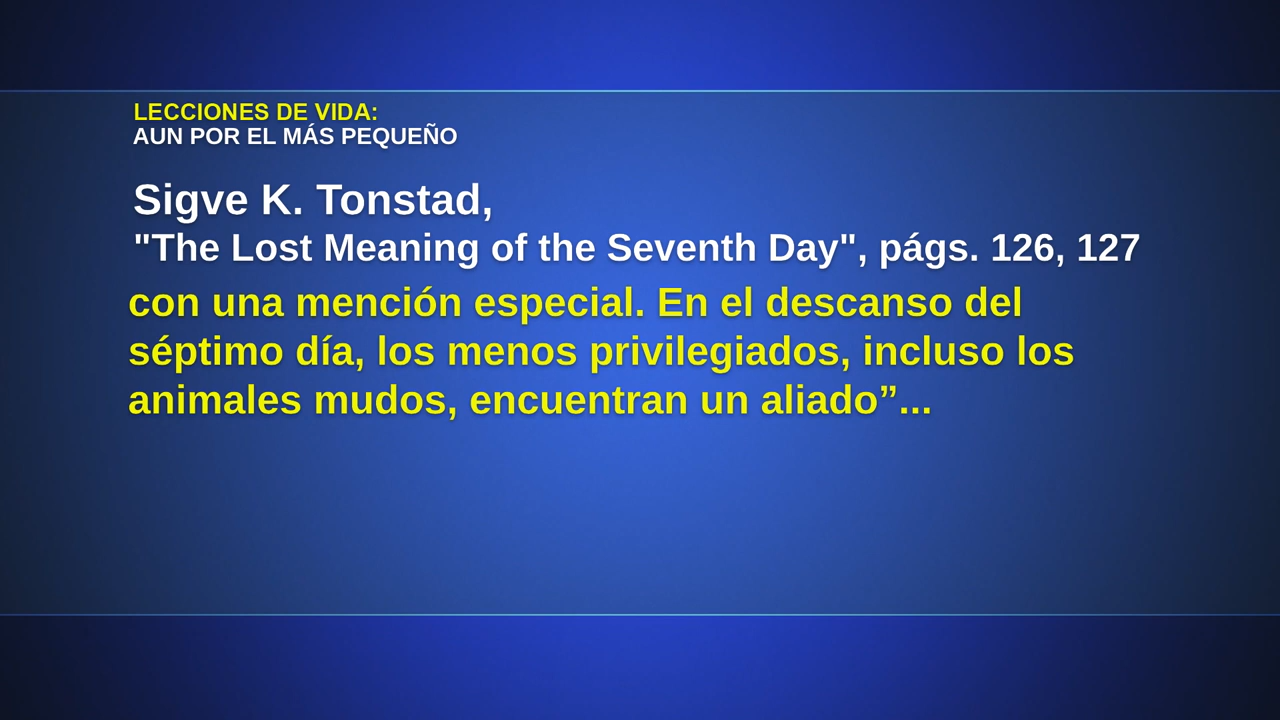 LECCIONES DE VIDA:
AUN POR EL MÁS PEQUEÑO
Sigve K. Tonstad,
"The Lost Meaning of the Seventh Day", págs. 126, 127
con una mención especial. En el descanso del
séptimo día, los menos privilegiados, incluso los
animales mudos, encuentran un aliado”...